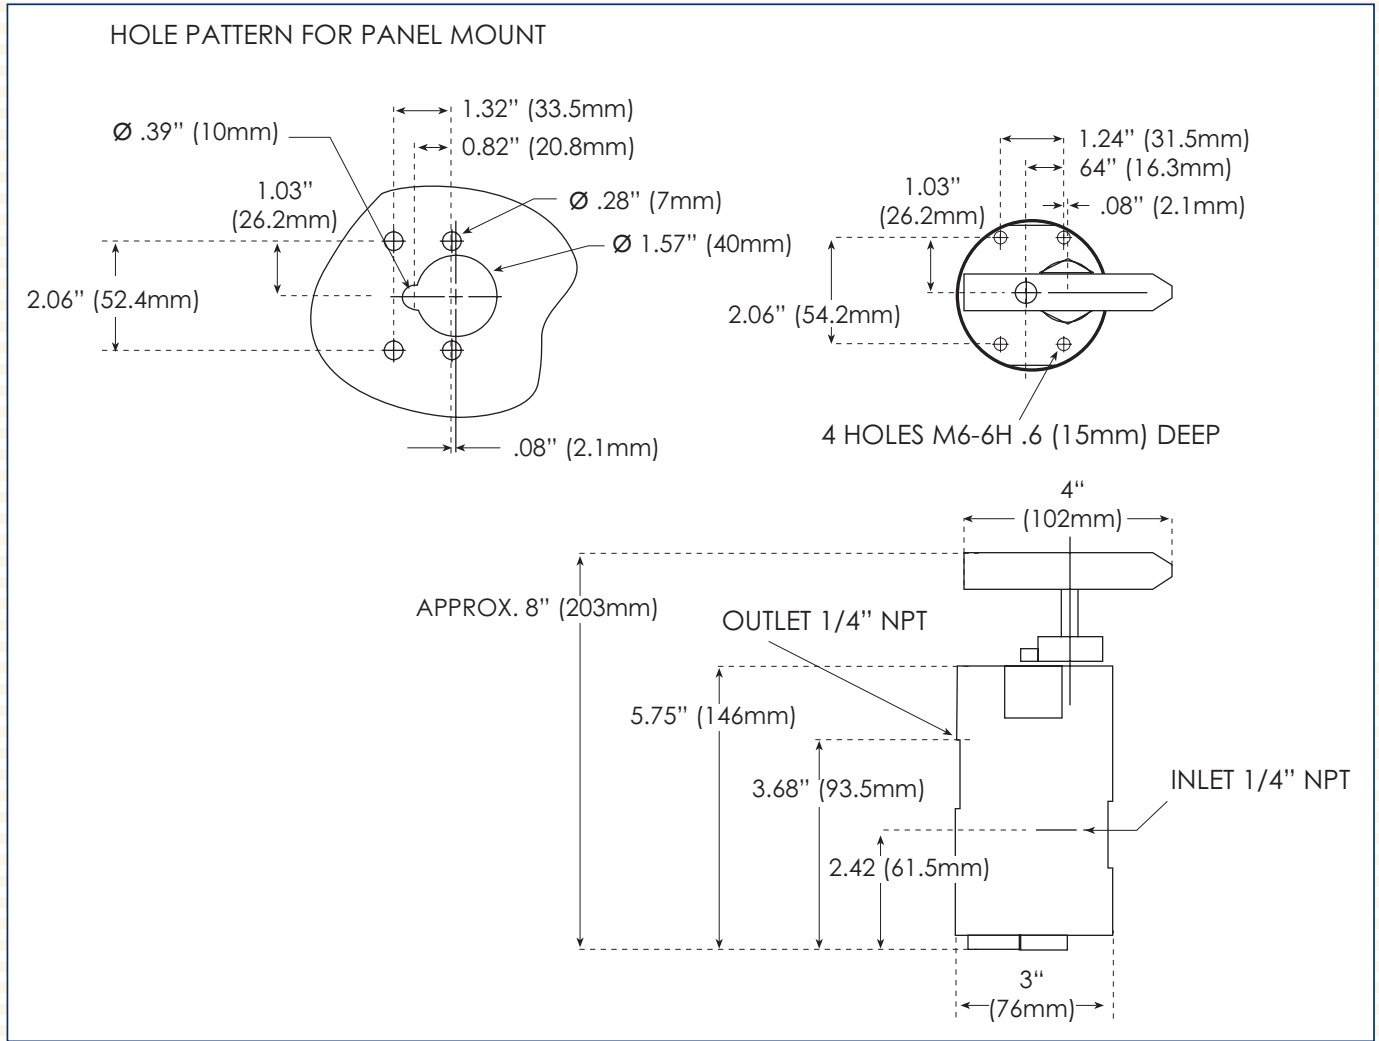 HOLE PATTERN FOR PANEL MOUNT
1.32” (33.5mm)
Ø .39” (10mm)
0.82” (20.8mm)
1.03”
(26.2mm)
Ø .28” (7mm)
Ø 1.57” (40mm)
2.06” (52.4mm)
.08” (2.1mm)
1.24” (31.5mm)
64” (16.3mm)
1.03”
(26.2mm)
.08” (2.1mm)
2.06” (54.2mm)
4 HOLES M6-6H .6 (15mm) DEEP
4“
(102mm)
APPROX. 8” (203mm)
OUTLET 1/4” NPT
5.75” (146mm)
3.68” (93.5mm)
INLET 1/4” NPT
2.42 (61.5mm)
3“
(76mm)